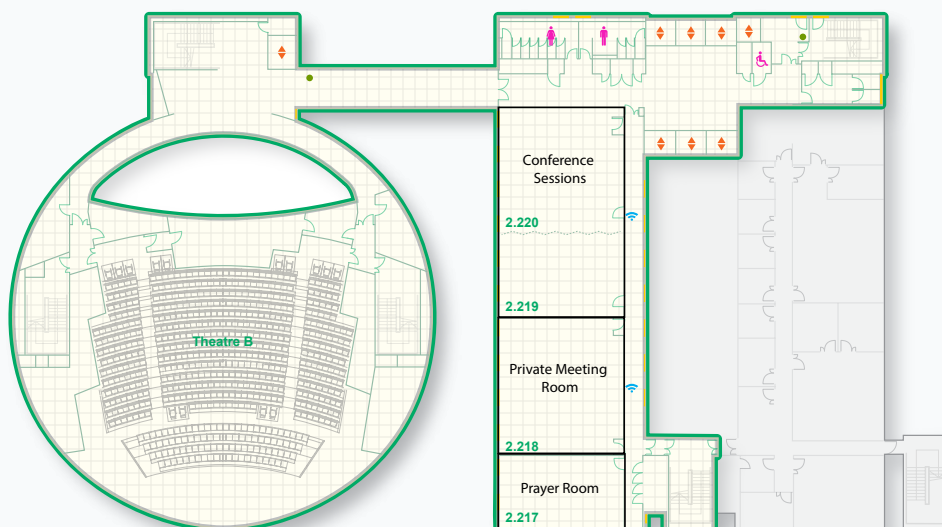 Conference
Sessions
2.220
2.219
Theatre B
Private Meeting
Room
2.218
Prayer Room
2.217